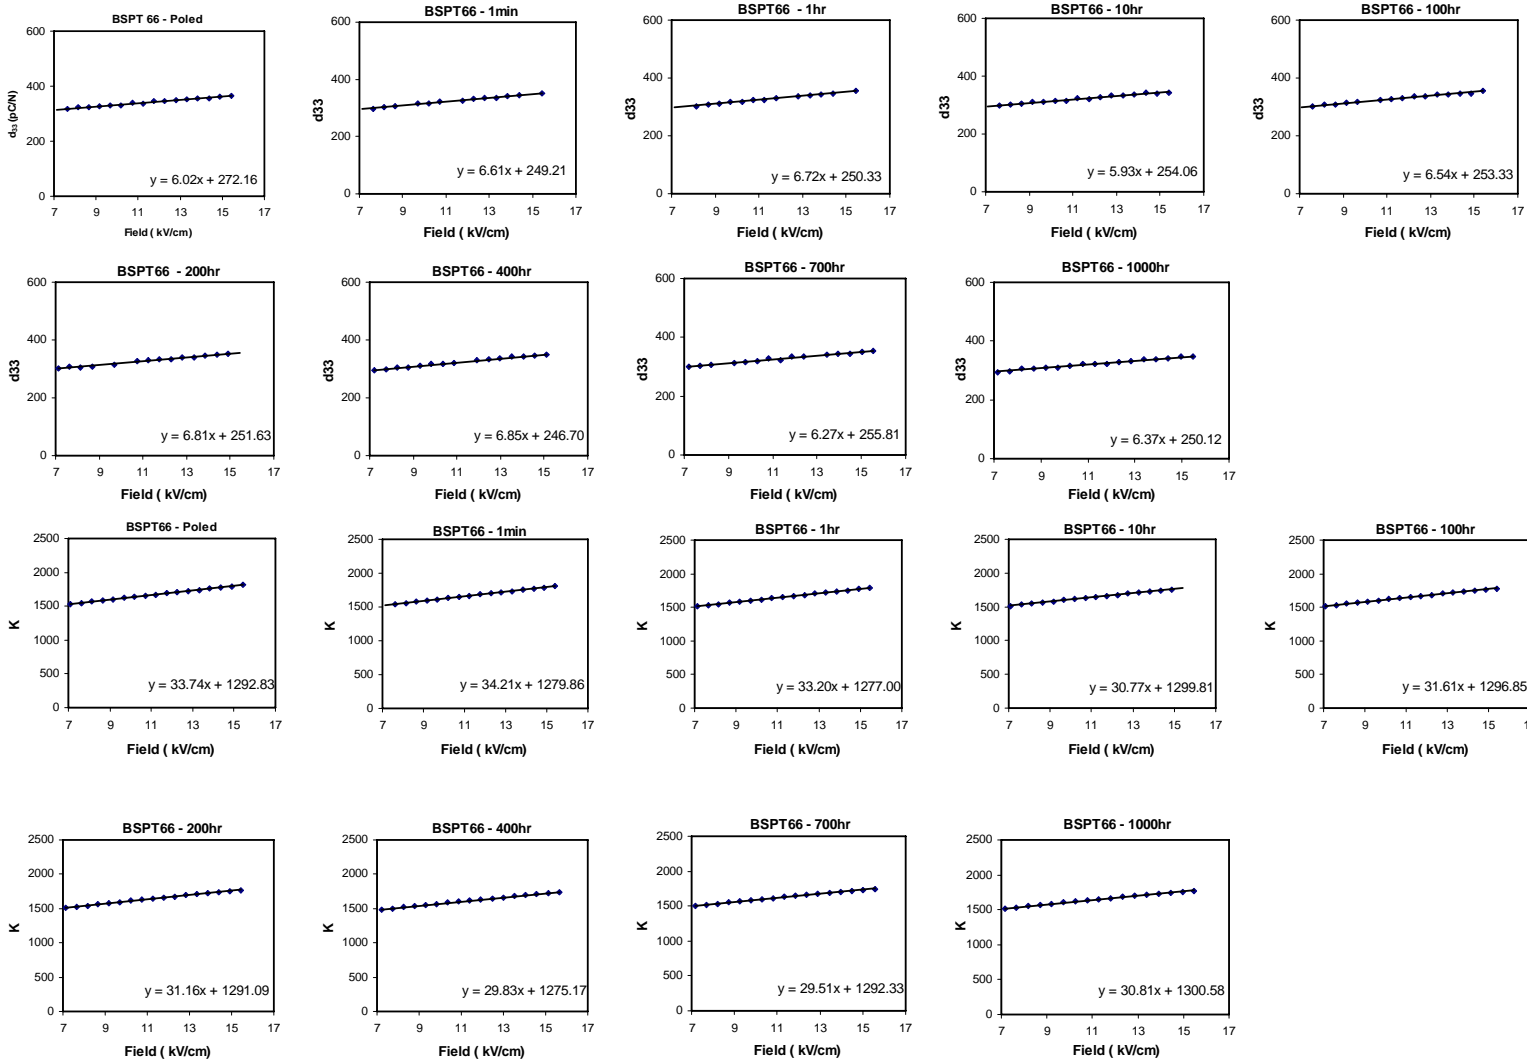 BSPT 66 - Poled
600
400
200
0
d33 (pC/N)
y = 6.02x + 272.16
7 9 11 13 15 17
Field ( kV/cm)
BSPT66 - 1min
600
400
200
0
d33
y = 6.61x + 249.21
7 9 11 13 15 17
Field ( kV/cm)
BSPT66 - 1hr
600
400
200
0
d33
y = 6.72x + 250.33
7 9 11 13 15 17
Field ( kV/cm)
BSPT66 - 10hr
600
400
200
0
d33
y = 5.93x + 254.06
7 9 11 13 15 17
Field ( kV/cm)
BSPT66 - 100hr
600
400
200
0
d33
y = 6.54x + 253.33
7 9 11 13 15 17
Field ( kV/cm)
BSPT66 - 200hr
600
400
200
0
d33
y = 6.81x + 251.63
7 9 11 13 15 17
Field ( kV/cm)
BSPT66 - 400hr
600
400
200
0
d33
y = 6.85x + 246.70
7 9 11 13 15 17
Field ( kV/cm)
BSPT66 - 700hr
600
400
200
0
d33
y = 6.27x + 255.81
7 9 11 13 15 17
Field ( kV/cm)
BSPT66 - 1000hr
600
400
200
0
d33
y = 6.37x + 250.12
7 9 11 13 15 17
Field ( kV/cm)
BSPT66 - Poled
2500
2000
1500
1000
500
0
K
y = 33.74x + 1292.83
7 9 11 13 15 17
Field ( kV/cm)
BSPT66 - 1min
2500
2000
1500
1000
500
0
K
y = 34.21x + 1279.86
7 9 11 13 15 17
Field ( kV/cm)
BSPT66 - 1hr
2500
2000
1500
1000
500
0
K
y = 33.20x + 1277.00
7 9 11 13 15 17
Field ( kV/cm)
BSPT66 - 10hr
2500
2000
1500
1000
500
0
K
y = 30.77x + 1299.81
7 9 11 13 15 17
Field ( kV/cm)
BSPT66 - 100hr
2500
2000
1500
1000
500
0
K
y = 31.61x + 1296.85
7 9 11 13 15
Field ( kV/cm)
BSPT66 - 200hr
2500
2000
1500
1000
500
0
K
y = 31.16x + 1291.09
7 9 11 13 15 17
Field ( kV/cm)
BSPT66 - 400hr
2500
2000
1500
1000
500
0
K
y = 29.83x + 1275.17
7 9 11 13 15 17
Field ( kV/cm)
BSPT66 - 700hr
2500
2000
1500
1000
500
0
K
y = 29.51x + 1292.33
7 9 11 13 15 17
Field ( kV/cm)
BSPT66 - 1000hr
2500
2000
1500
1000
500
0
K
y = 30.81x + 1300.58
7 9 11 13 15 17
Field ( kV/cm)